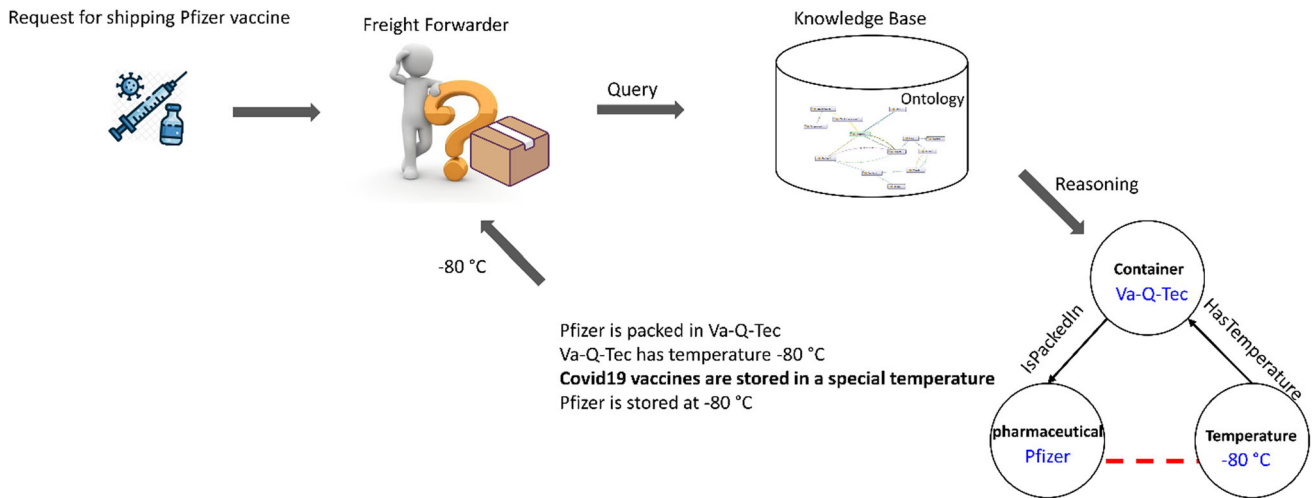 Request for shipping Pfizer vaccine
Freight Forwarder
Knowledge Base
Query
Ontology
Reasoning
-80 °C
Container
Va-Q-Tec
IsPackedIn
HasTemperature
Pfizer is packed in Va-Q-Tec
Va-Q-Tec has temperature -80 °C
Covid19 vaccines are stored in a special temperature
Pfizer is stored at -80 °C
pharmaceutical
Pfizer
Temperature
-80 °C